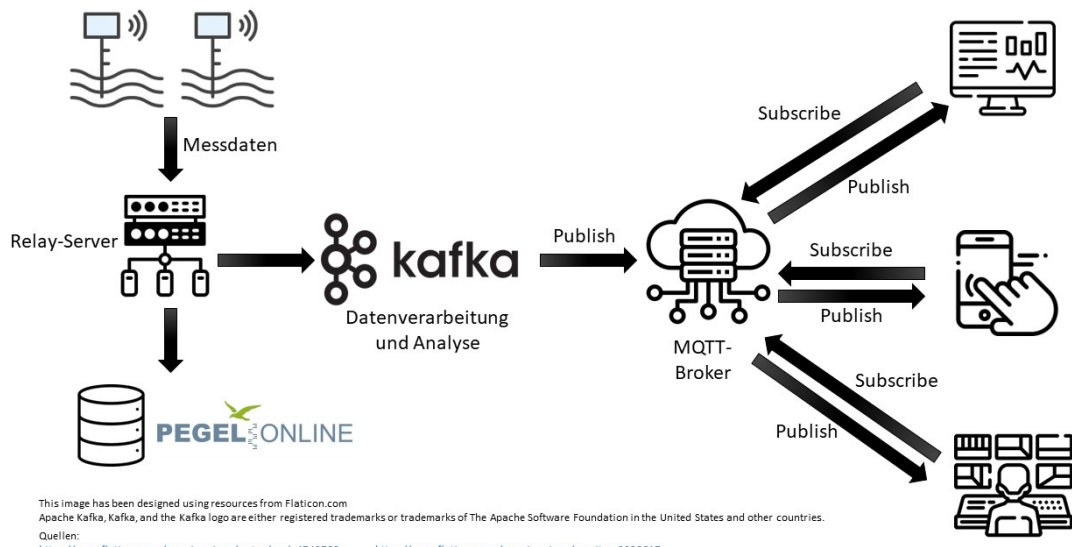 Messdaten
Relay-Server
kafka
Datenverarbeitung
und Analyse
PEGEL ONLINE
Publish
MQTT-
Broker
Subscribe
Publish
Subscribe
Publish
Subscribe
Publish
This image has been designed using resources from Flaticon.com
Apache Kafka, Kafka, and the Kafka logo are either registered trademarks or trademarks of The Apache Software Foundation in the United States and other countries.
Quellen: